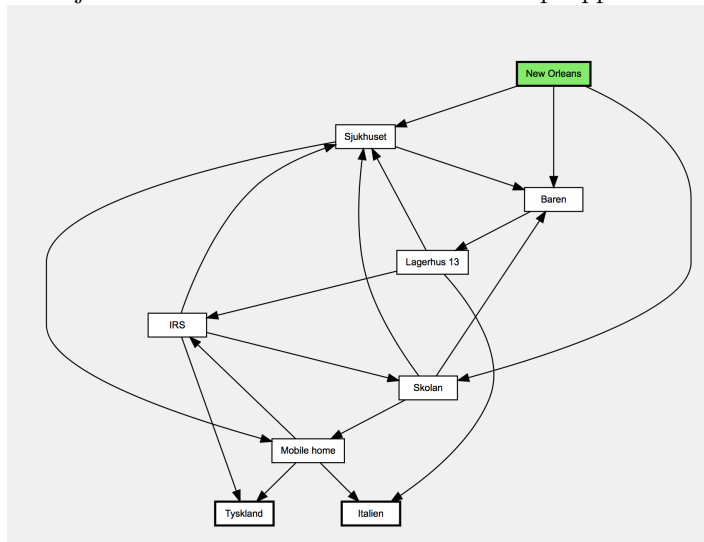 New Orleans
Sjukhuset
Baren
Lagerhus 13
IRS
Skolan
Mobile home
Tyskland
Italien